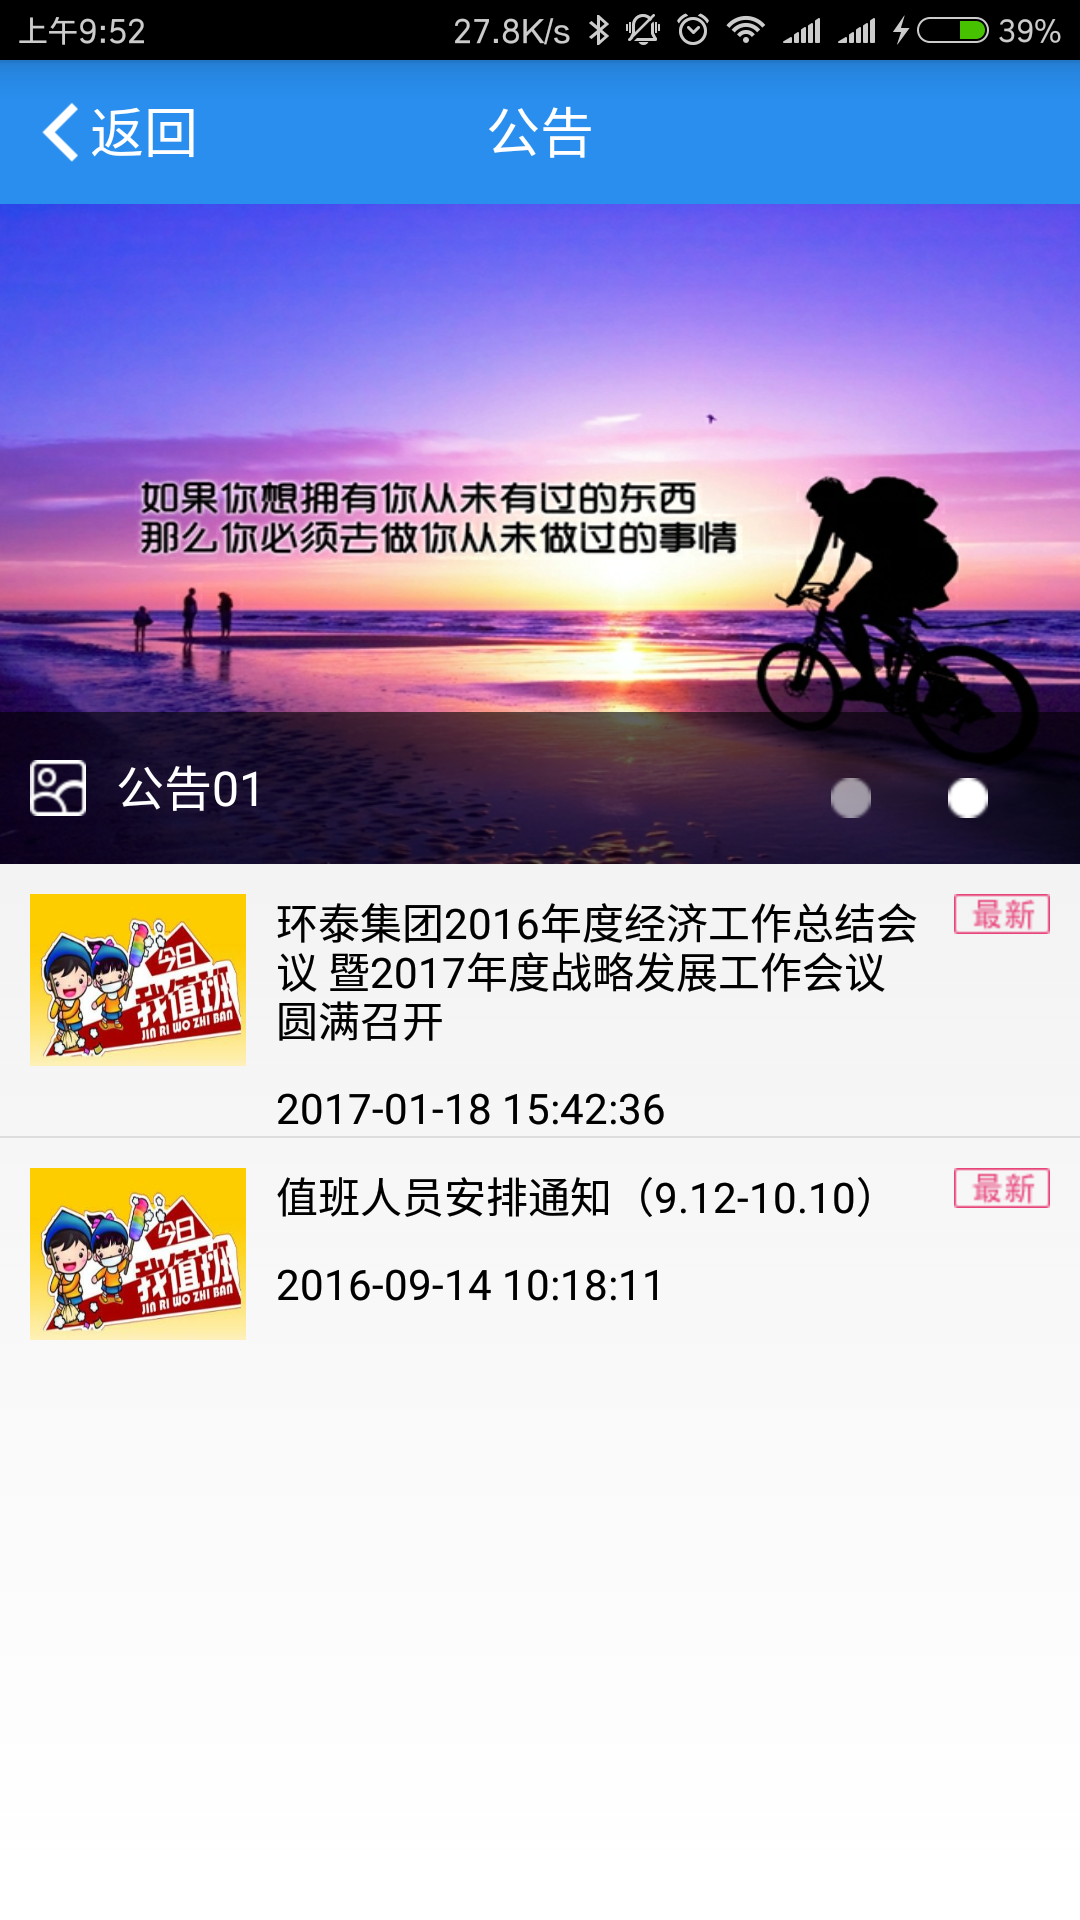 上午9:52
27.8K/s
39%
返回
公告
如果你想拥有你从未有过的东西
那么你必须去做你从未做过的事情
公告01
今日
我值班
JIN RI WO ZHI BAN
环泰集团2016年度经济工作总结会
议 暨2017年度战略发展工作会议
圆满召开
最新
2017-01-18 15:42:36
今日
我值班
JIN RI WO ZHI BAN
值班人员安排通知（9.12-10.10）
最新
2016-09-14 10:18:11